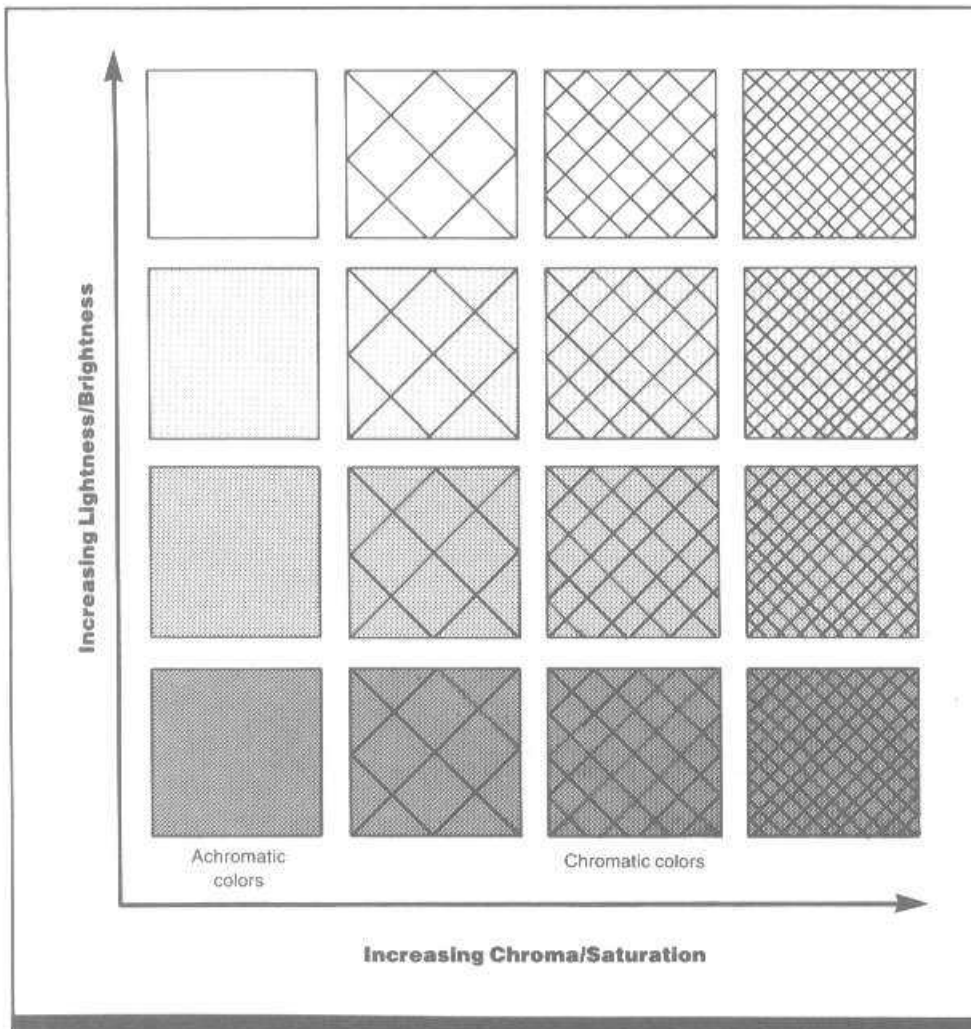 Increasing Lightness/Brightness
Achromatic
colors
Chromatic colors
Increasing Chroma/Saturation